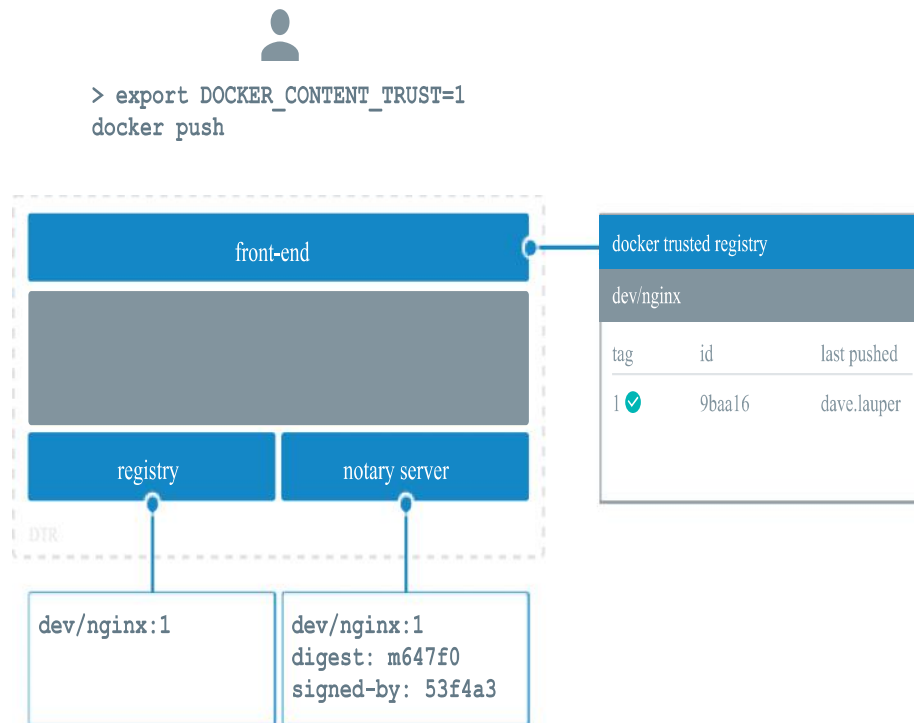 > export DOCKER_CONTENT_TRUST=1
docker push
front-end
registry
notary server
DTR
dev/nginx:1
dev/nginx:1
digest: m647f0
signed-by: 53f4a3
docker trusted registry
dev/nginx
tag id last pushed
1 9baa16 dave.lauper